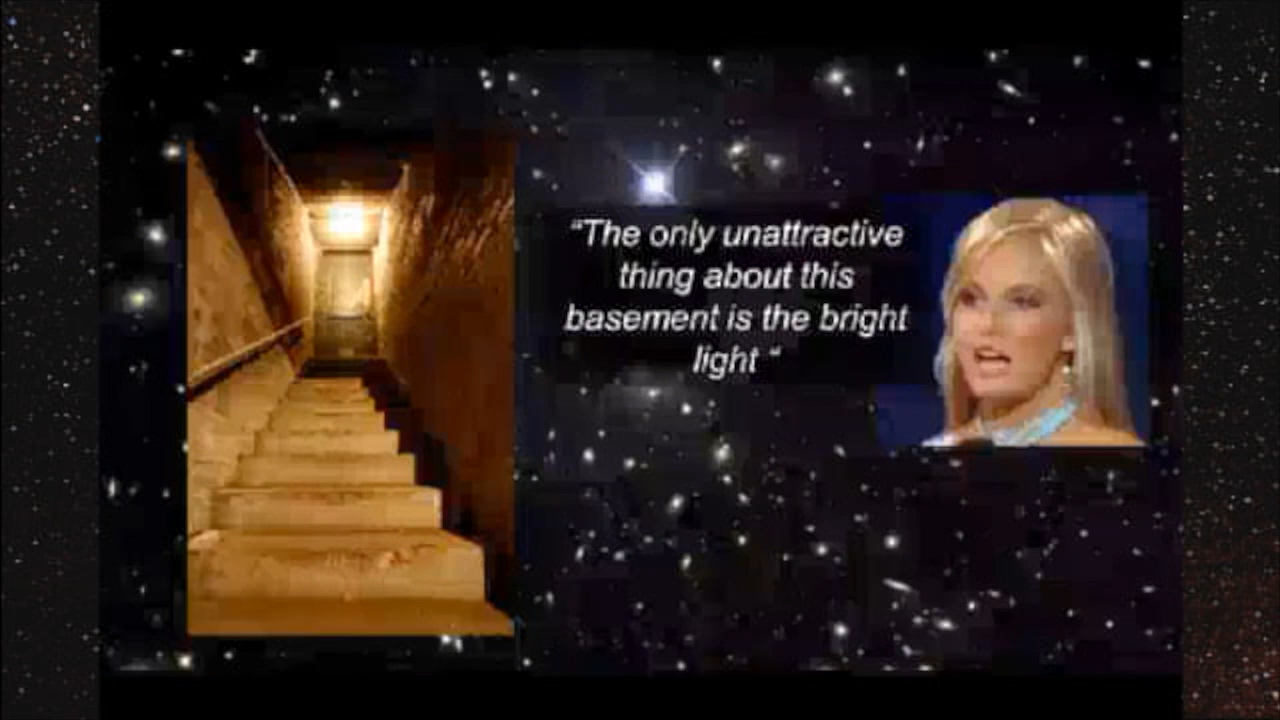 “The only unattractive
thing about this
basement is the bright
light “